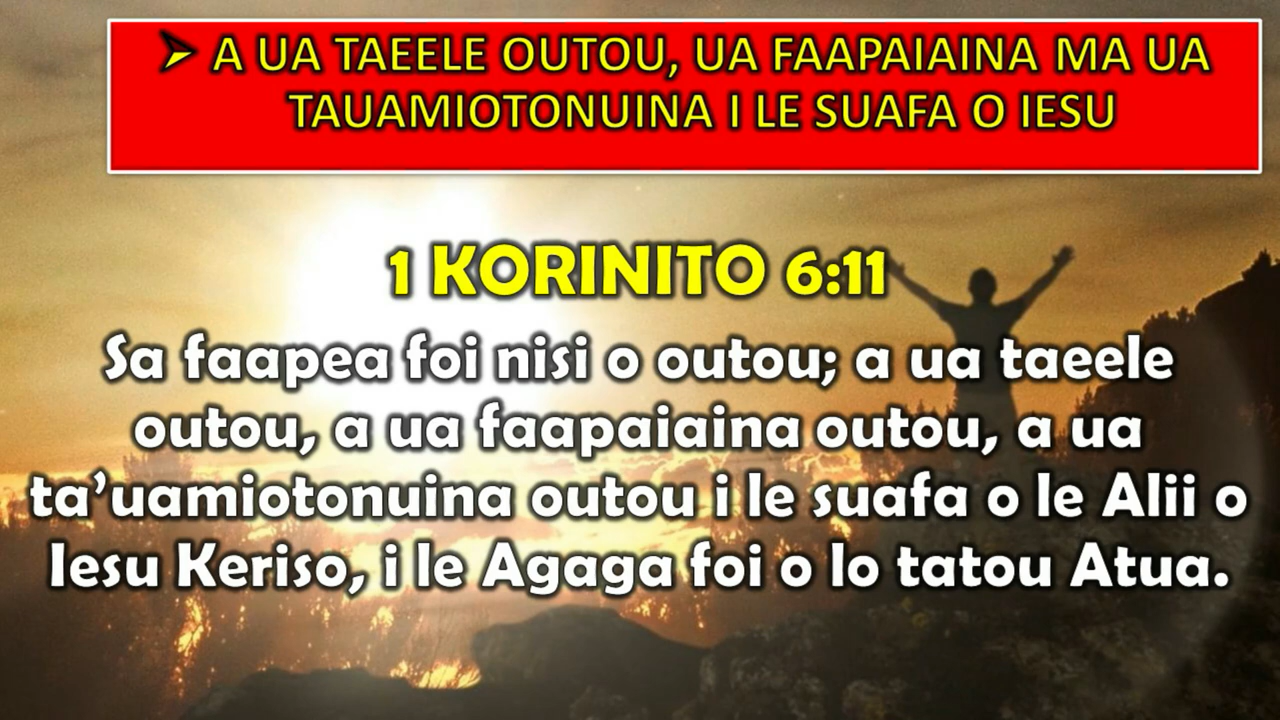 ➢ A UA TAEELE OUTOU, UA FAAPAIAINA MA UA
TAUAMIOTONUINA I LE SUAFA O IESU
1 KORINITO 6:11
Sa faapea foi nisi o outou; a ua taeele
outou, a ua faapaiaina outou, a ua
ta’uamiotonuina outou i le suafa o le Alii o
Iesu Keriso, i le Agaga foi o lo tatou Atua.